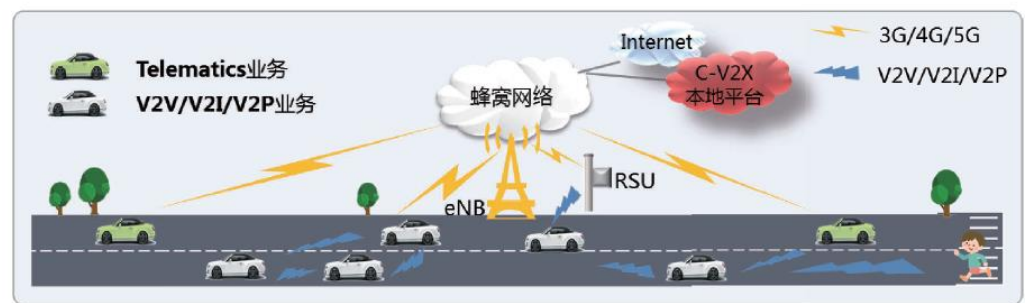 Telematics业务
V2V/V2I/V2P业务
Internet
C-V2X
本地平台
3G/4G/5G
V2V/V2I/V2P
蜂窝网络
eNB
RSU